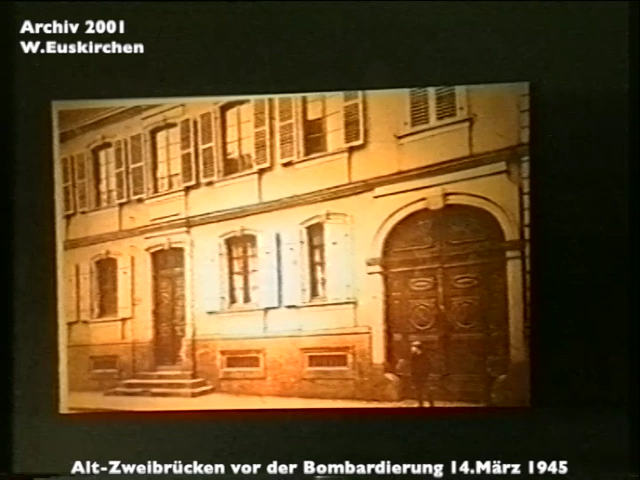 Archiv 2001
W.Euskirchen
Alt-Zweibrücken vor der Bombardierung 14.März 1945